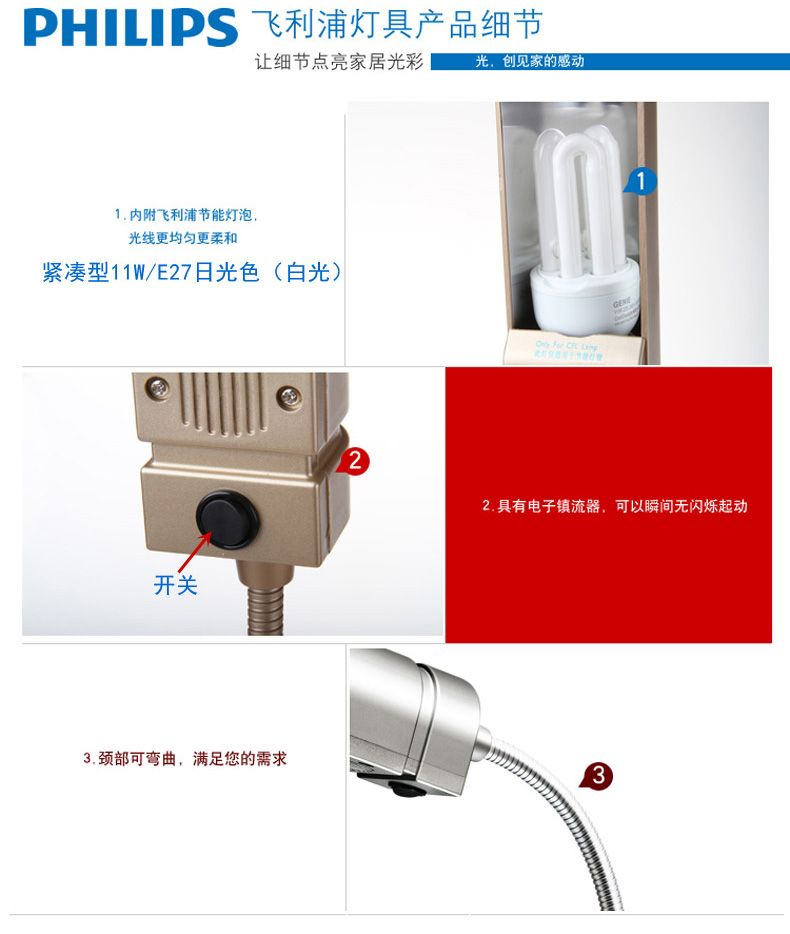 PHILIPS 飞利浦灯具产品细节
让细节点亮家居光彩 光，创见家的感动
1
1.内附飞利浦节能灯泡，
光线更均匀更柔和
紧凑型11W/E27日光色（白光）
GENIE
Only For CFL Lamp
2
2.具有电子镇流器，可以瞬间无闪烁起动
开关
3.颈部可弯曲，满足您的需求
3